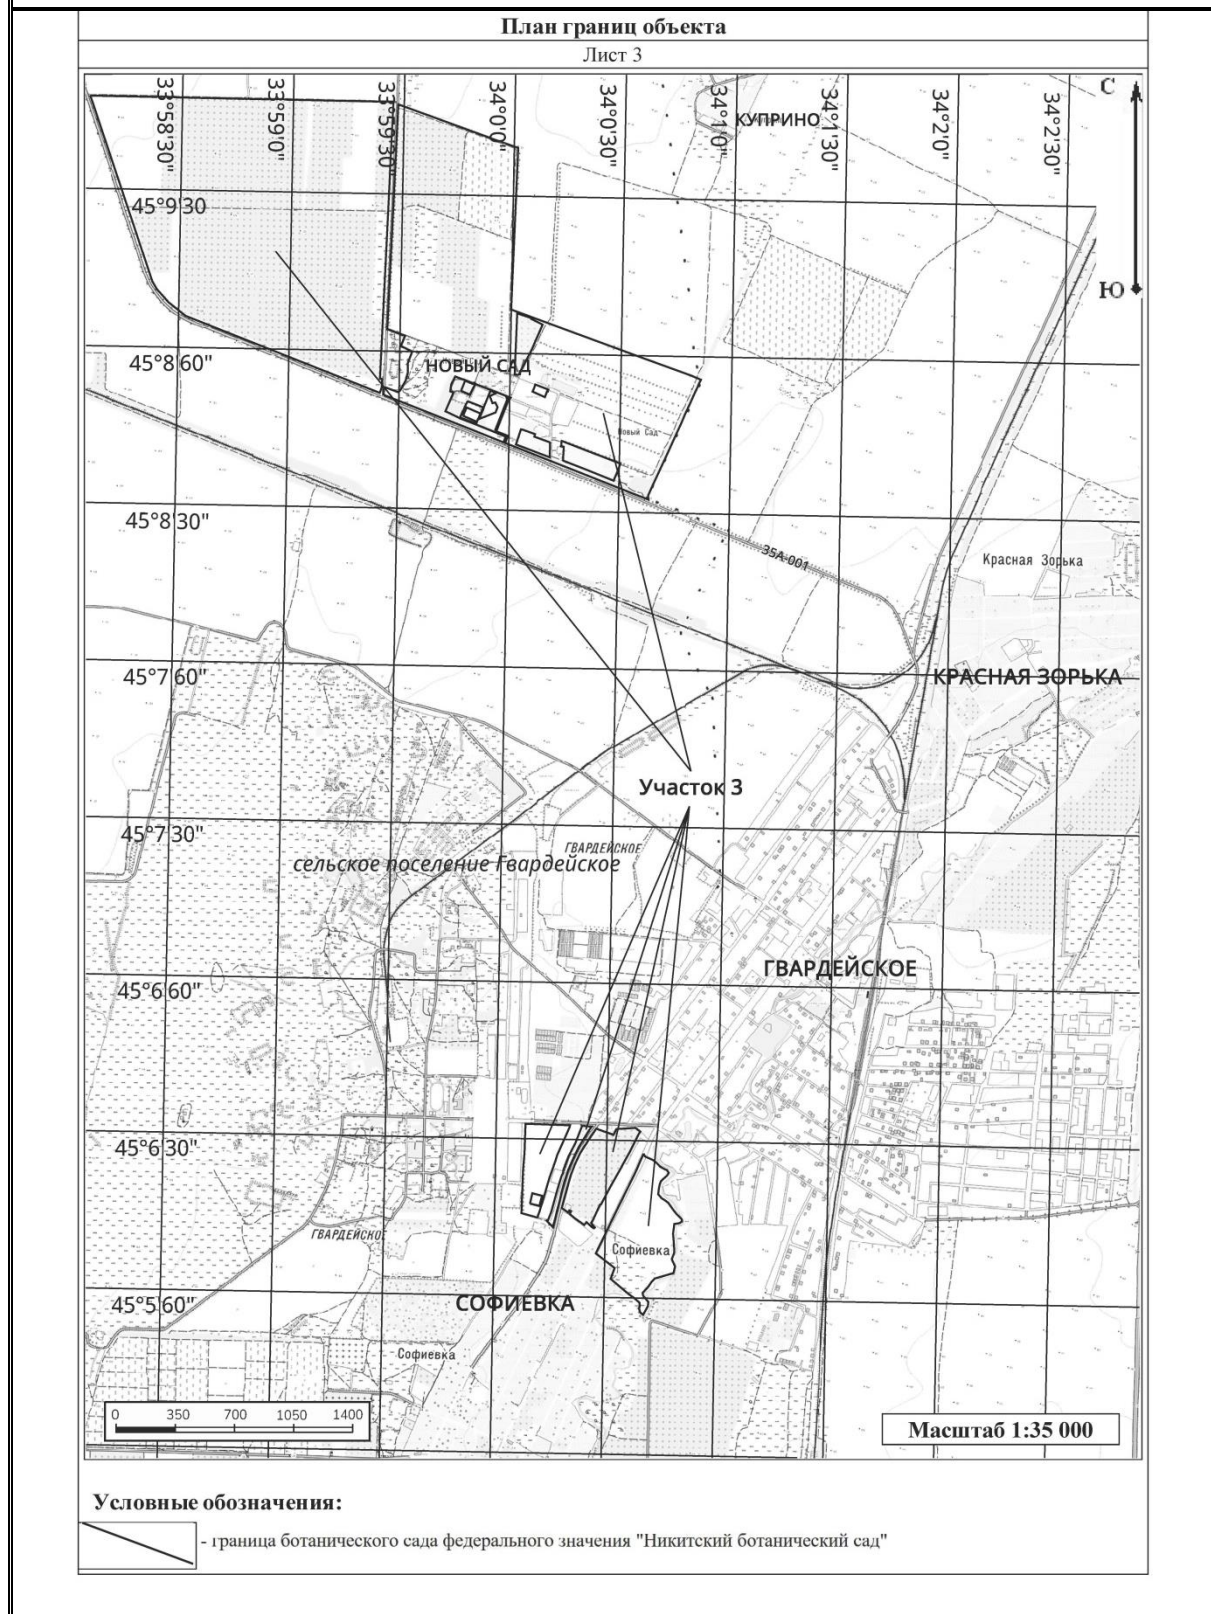 План границ объекта
Лист 3
33°58'30"
33°59'0"
33°59'30"
34°0'0"
34°0'30"
34°1'0"
34°1'30"
34°2'0"
34°2'30"
С
КУПРИНО
45°9'30
Ю
45°8'60"
НОВЫЙ САД
Новый Сад
45°8'30"
35А-001
Красная Зорька
45°7'60"
КРАСНАЯ ЗОРЬКА
Участок 3
45°7'30"
ГВАРДЕЙСКОЕ
сельское поселение Гвардейское
ГВАРДЕЙСКОЕ
45°6'60"
45°6'30"
ГВАРДЕЙСКОЕ
Софиевка
45°5'60"
СОФИЕВКА
Софиевка
0 350 700 1050 1400
Масштаб 1:35 000
Условные обозначения:
- граница ботанического сада федерального значения "Никитский ботанический сад"